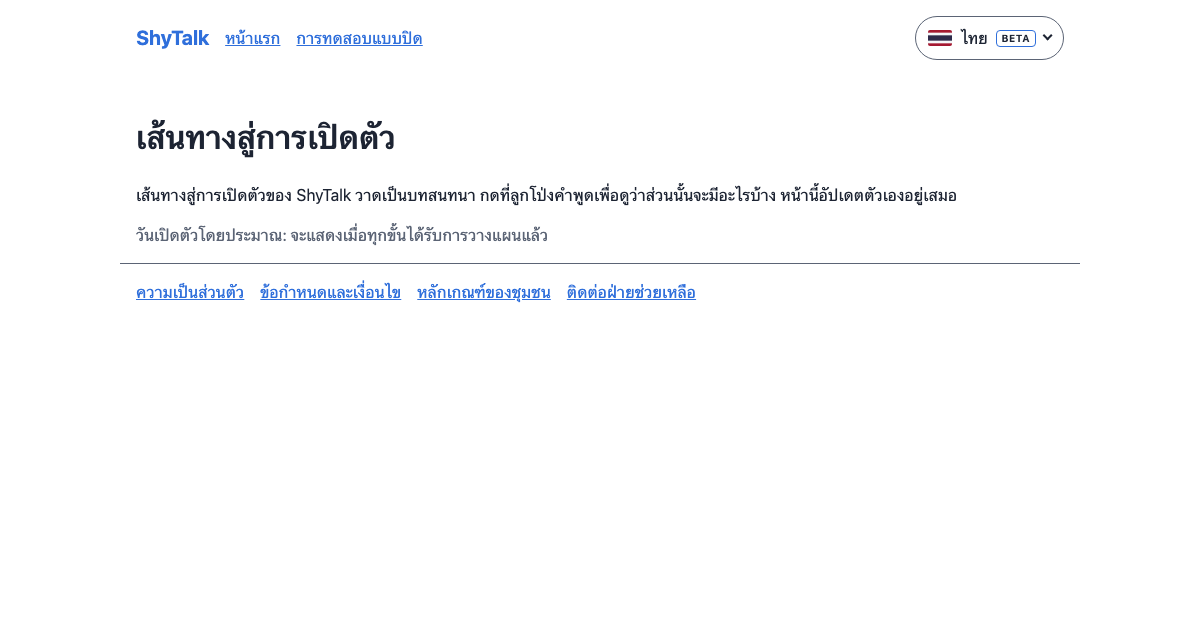 ShyTalk หน้าแรก การทดสอบแบบปิด ไทย BETA
เส้นทางสู่การเปิดตัว
เส้นทางสู่การเปิดตัวของ ShyTalk วาดเป็นบทสนทนา กดที่ลูกโป่งคำพูดเพื่อดูว่าส่วนนั้นจะมีอะไรบ้าง หน้านี้อัปเดตตัวเองอยู่เสมอ
วันเปิดตัวโดยประมาณ: จะแสดงเมื่อทุกขั้นได้รับการวางแผนแล้ว
ความเป็นส่วนตัว ข้อกำหนดและเงื่อนไข หลักเกณฑ์ของชุมชน ติดต่อฝ่ายช่วยเหลือ